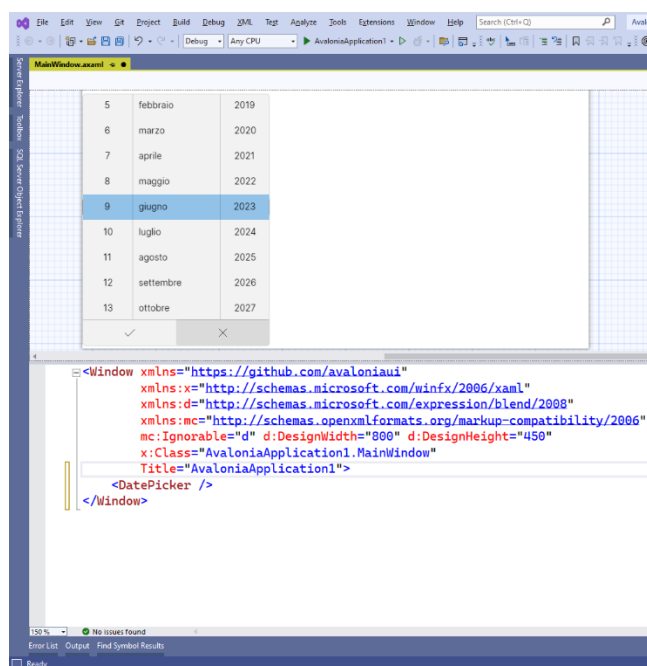 File Edit View Git Project Build Debug XML Test Analyze Tools Extensions Window Help Search (Ctrl+Q) Aval
Debug Any CPU AvaloniaApplication1
MainWindow.axaml
Server Explorer
Toolbox
SQL Server Object Explorer
5 febbraio 2019
6 marzo 2020
7 aprile 2021
8 maggio 2022
9 giugno 2023
10 luglio 2024
11 agosto 2025
12 settembre 2026
13 ottobre 2027
<Window xmlns="https://github.com/avaloniaui"
xmlns:x="http://schemas.microsoft.com/winfx/2006/xaml"
xmlns:d="http://schemas.microsoft.com/expression/blend/2008"
xmlns:mc="http://schemas.openxmlformats.org/markup-compatibility/2006"
mc:Ignorable="d" d:DesignWidth="800" d:DesignHeight="450"
x:Class="AvaloniaApplication1.MainWindow"
Title="AvaloniaApplication1">
<DatePicker />
</Window>
150 % No issues found
Error List Output Find Symbol Results
Ready